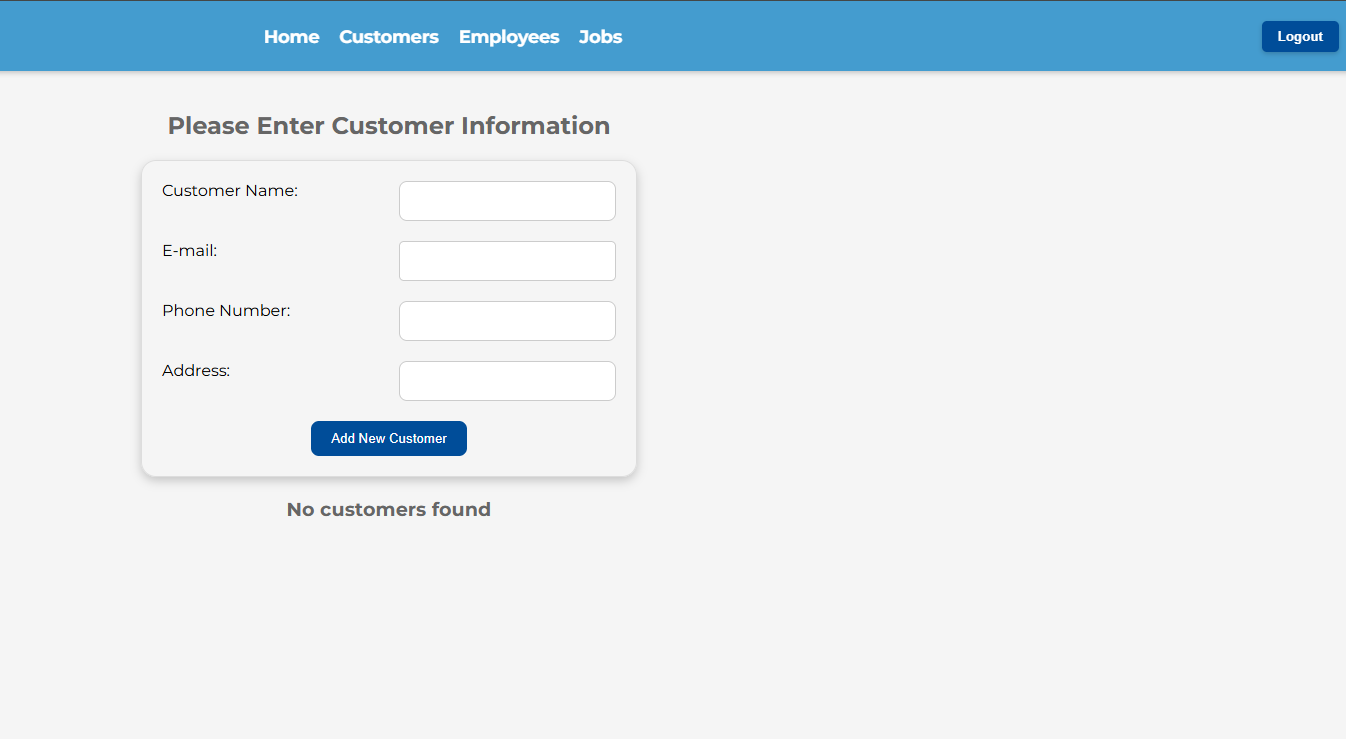 Home Customers Employees Jobs Logout
Please Enter Customer Information
Customer Name:
E-mail:
Phone Number:
Address:
Add New Customer
No customers found